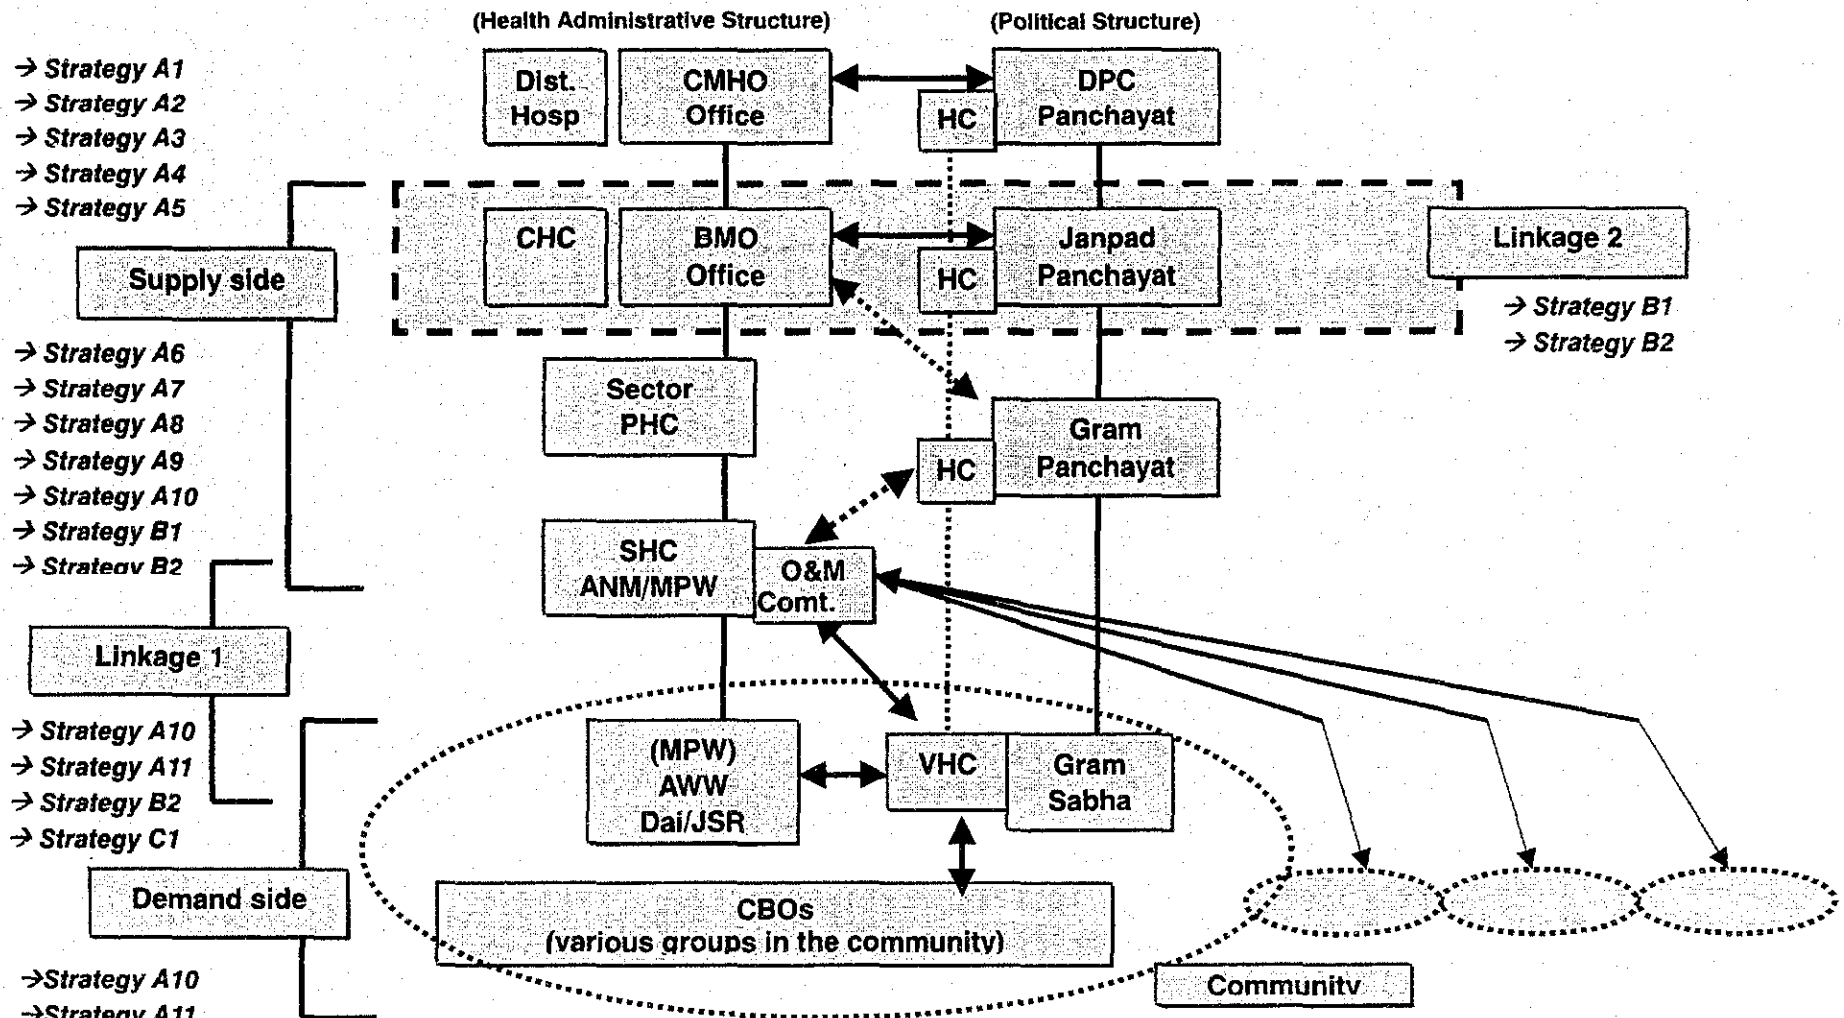 (Health Administrative Structure)
(Political Structure)
→ Strategy A1
→ Strategy A2
→ Strategy A3
→ Strategy A4
→ Strategy A5
Dist.
Hosp
CMHO
Office
HC
DPC
Panchayat
CHC
BMO
Office
HC
Janpad
Panchayat
Linkage 2
→ Strategy B1
→ Strategy B2
Supply side
→ Strategy A6
→ Strategy A7
→ Strategy A8
→ Strategy A9
→ Strategy A10
→ Strategy B1
→ Strategy B2
Sector
PHC
HC
Gram
Panchayat
SHC
ANM/MPW
O&M
Comt.
Linkage 1
→ Strategy A10
→ Strategy A11
→ Strategy B2
→ Strategy C1
(MPW)
AWW
Dai/JSR
VHC
Gram
Sabha
Demand side
CBOs
(various groups in the community)
→Strategy A10
→Strategy A11
Community